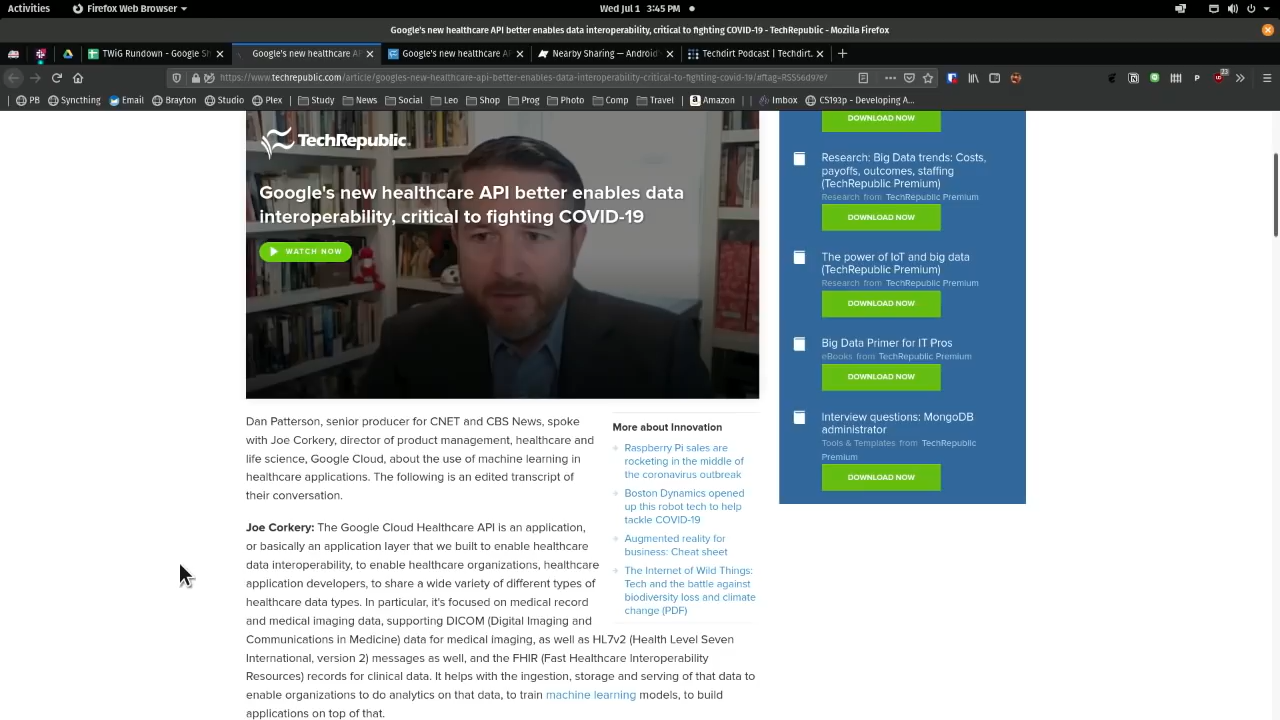 Activities
Firefox Web Browser
Wed Jul 1 3:45 PM
Google's new healthcare API better enables data interoperability, critical to fighting COVID-19 - TechRepublic - Mozilla Firefox
TWiG Rundown - Google Sh
Google's new healthcare AP
Google's new healthcare AP
Nearby Sharing — Android
Techdirt Podcast | Techdirt.
https://www.techrepublic.com/article/googles-new-healthcare-api-better-enables-data-interoperability-critical-to-fighting-covid-19/#ftag=RSS56d97e7
23
PB
Syncthing
Email
Brayton
Studio
Plex
Study
News
Social
Leo
Shop
Prog
Photo
Comp
Travel
Amazon
Inbox
CS193p - Developing A...
TechRepublic
Google's new healthcare API better enables data
interoperability, critical to fighting COVID-19
WATCH NOW
DOWNLOAD NOW
Research: Big Data trends: Costs,
payoffs, outcomes, staffing
(TechRepublic Premium)
Research from TechRepublic Premium
DOWNLOAD NOW
The power of IoT and big data
(TechRepublic Premium)
Research from TechRepublic Premium
DOWNLOAD NOW
Big Data Primer for IT Pros
eBooks from TechRepublic Premium
DOWNLOAD NOW
Interview questions: MongoDB
administrator
Tools & Templates from TechRepublic
Premium
DOWNLOAD NOW
Dan Patterson, senior producer for CNET and CBS News, spoke
with Joe Corkery, director of product management, healthcare and
life science, Google Cloud, about the use of machine learning in
healthcare applications. The following is an edited transcript of
their conversation.
More about Innovation
Raspberry Pi sales are
rocketing in the middle of
the coronavirus outbreak
Boston Dynamics opened
up this robot tech to help
tackle COVID-19
Augmented reality for
business: Cheat sheet
The Internet of Wild Things:
Tech and the battle against
biodiversity loss and climate
change (PDF)
Joe Corkery: The Google Cloud Healthcare API is an application,
or basically an application layer that we built to enable healthcare
data interoperability, to enable healthcare organizations, healthcare
application developers, to share a wide variety of different types of
healthcare data types. In particular, it's focused on medical record
and medical imaging data, supporting DICOM (Digital Imaging and
Communications in Medicine) data for medical imaging, as well as HL7v2 (Health Level Seven
International, version 2) messages as well, and the FHIR (Fast Healthcare Interoperability
Resources) records for clinical data. It helps with the ingestion, storage and serving of that data to
enable organizations to do analytics on that data, to train machine learning models, to build
applications on top of that.